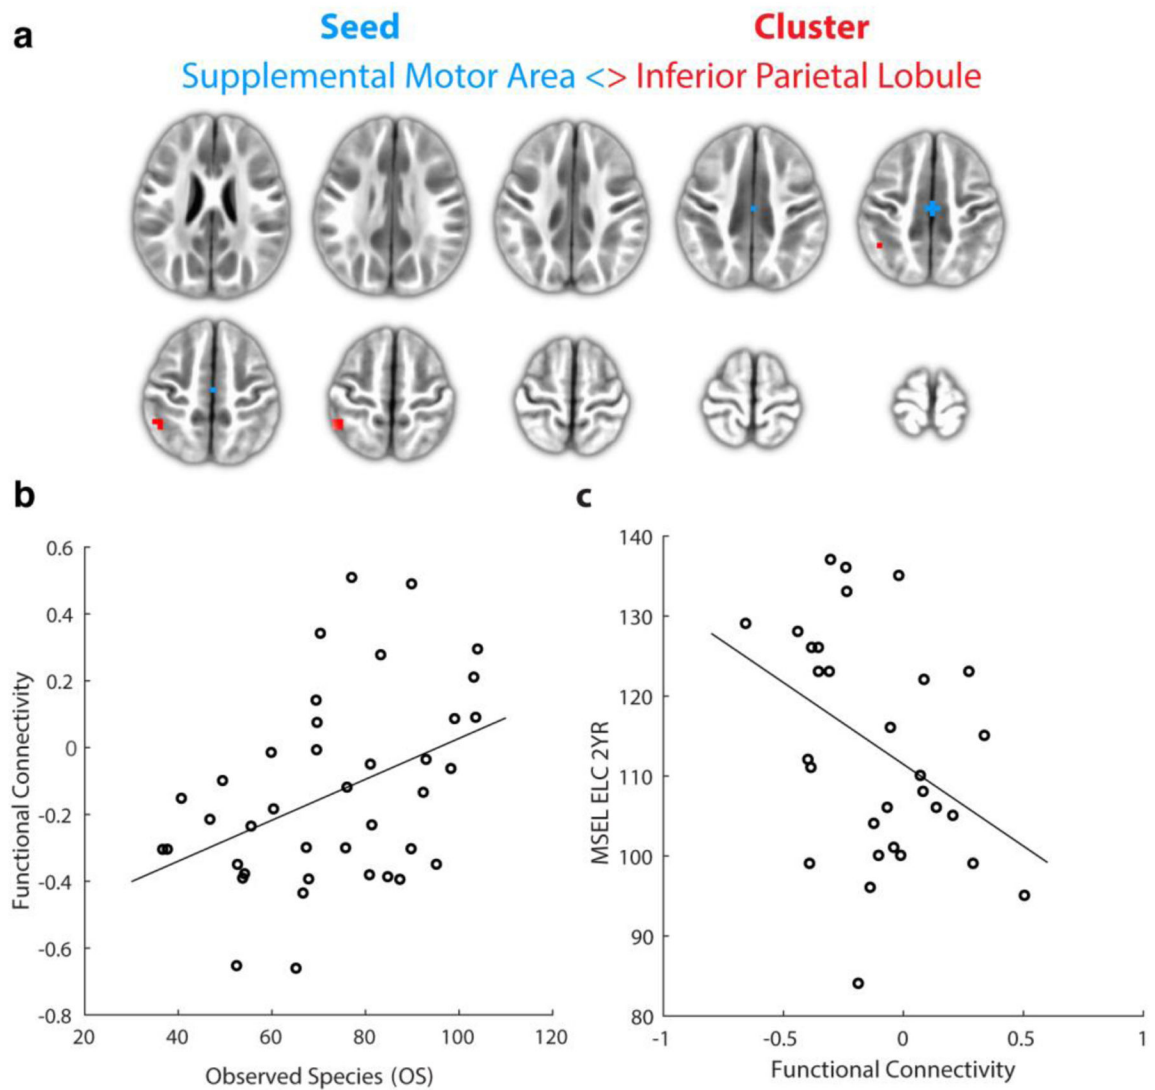 a
Seed Cluster
Supplemental Motor Area <> Inferior Parietal Lobule
b
Functional Connectivity
0.6
0.4
0.2
0
-0.2
-0.4
-0.6
-0.8
20 40 60 80 100 120
Observed Species (OS)
c
MSEL ELC 2YR
140
130
120
110
100
90
80
-1 -0.5 0 0.5 1
Functional Connectivity